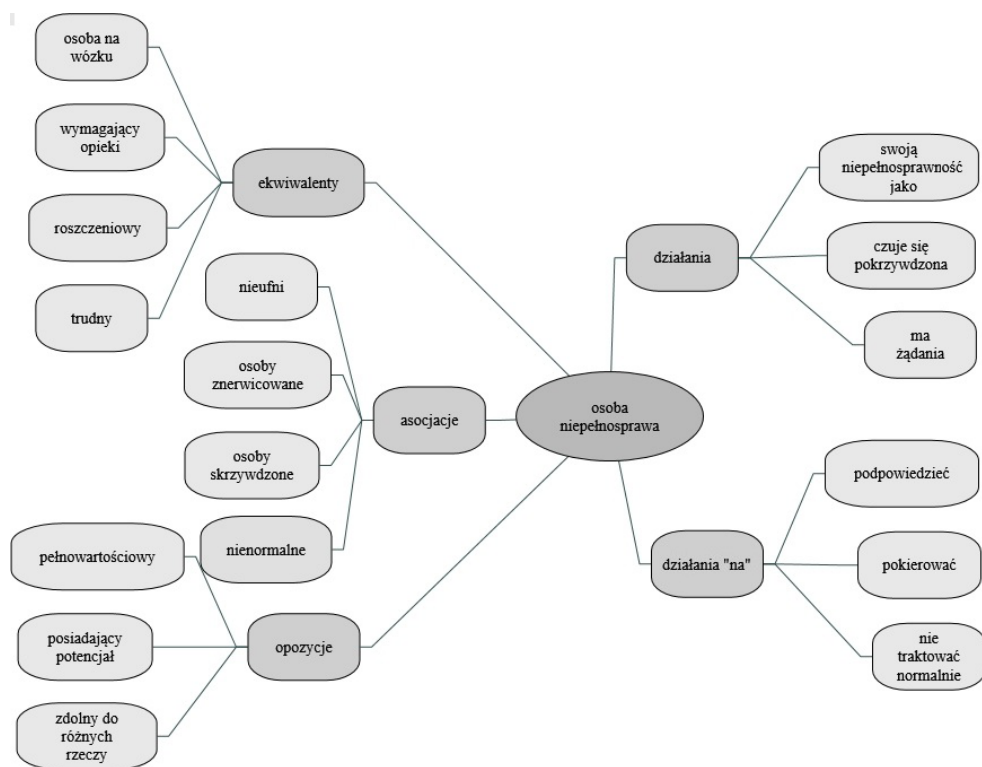 osoba na
wózku
wymagający
opieki
roszczeniowy
trudny
ekwiwalenty
nieufni
osoby
znerwicowane
osoby
skrzywdzone
nienormalne
asocjacje
pełnowartościowy
posiadający
potencjał
zdolny do
różnych
rzeczy
opozycje
osoba
niepełnosprawa
działania
swoją
niepełnosprawność
jako
czuje się
pokrzywdzona
ma
żądania
działania "na"
podpowiedzieć
pokierować
nie
traktować
normalnie